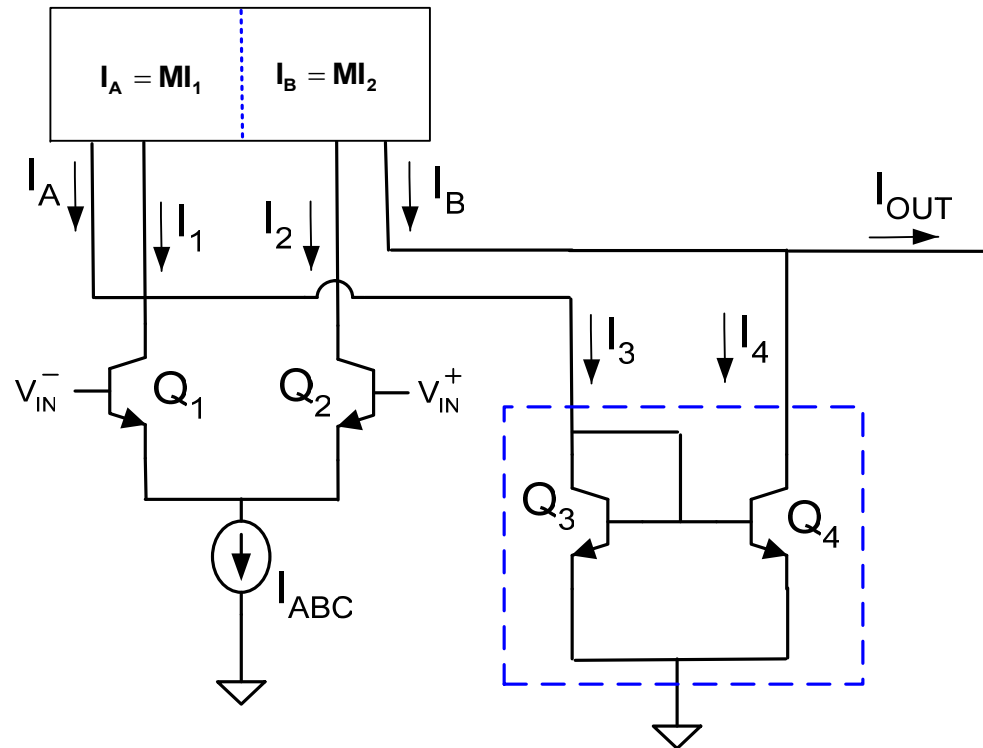 I_A = MI_1
I_B = MI_2
I_A
I_1
I_2
I_B
I_OUT
I_3
I_4
V_IN^-
Q_1
Q_2
V_IN^+
Q_3
Q_4
I_ABC